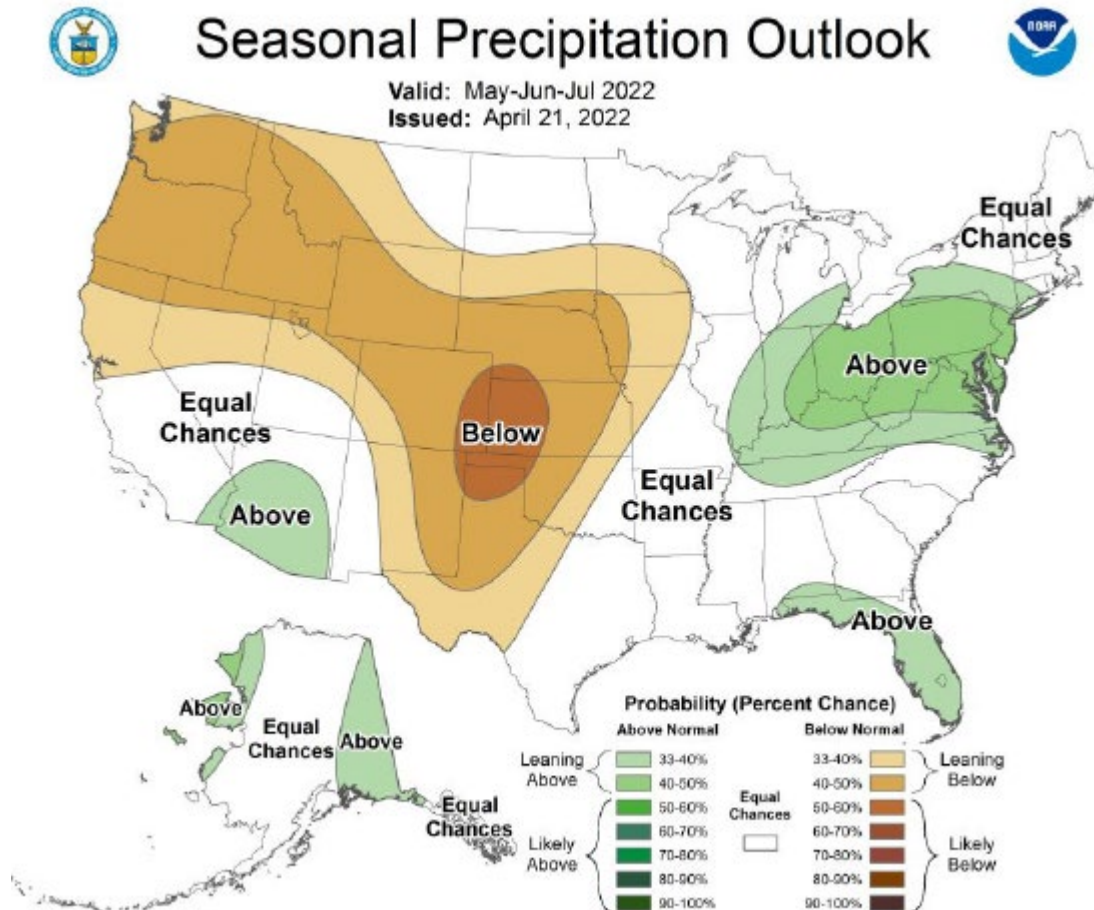 NOAA
Seasonal Precipitation Outlook
Valid: May-Jun-Jul 2022
Issued: April 21, 2022
Equal
Chances
Above
Equal
Chances
Below
Equal
Chances
Above
Above
Above
Equal
Chances
Above
Equal
Chances
Probability (Percent Chance)
Above Normal
Below Normal
Leaning
Above
33-40%
40-50%
Likely
Above
50-60%
60-70%
70-80%
80-90%
90-100%
Equal
Chances
33-40%
40-50%
Leaning
Below
50-60%
60-70%
70-80%
80-90%
90-100%
Likely
Below